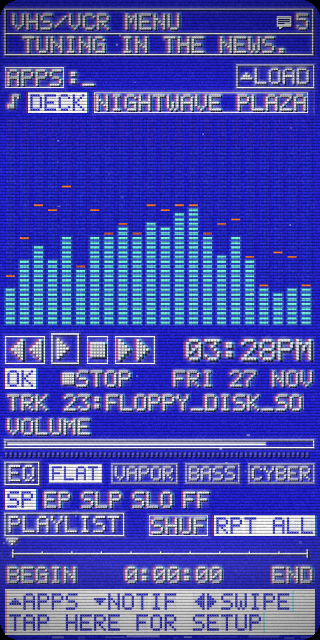 VHS/VCR MENU 5
TUNING IN THE NEWS.
APPS:_ LOAD
DECK NIGHTWAVE PLAZA
03:28PM
OK STOP FRI 27 NOV
TRK 23:FLOPPY_DISK_SO
VOLUME
EQ FLAT VAPOR BASS CYBER
SP EP SLP SLO FF
PLAYLIST SHUF RPT ALL
BEGIN 0:00:00 END
APPS NOTIF SWIPE
TAP HERE FOR SETUP